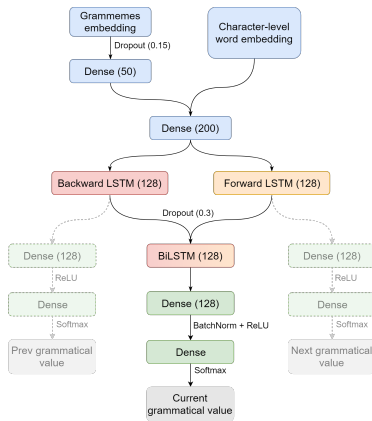 Grammemes
embedding
Character-level
word embedding
Dropout (0.15)
Dense (50)
Dense (200)
Backward LSTM (128)
Forward LSTM (128)
Dropout (0.3)
Dense (128)
BiLSTM (128)
Dense (128)
ReLU
ReLU
Dense
Dense (128)
Dense
Softmax
BatchNorm + ReLU
Softmax
Prev grammatical
value
Dense
Next grammatical
value
Softmax
Current
grammatical value